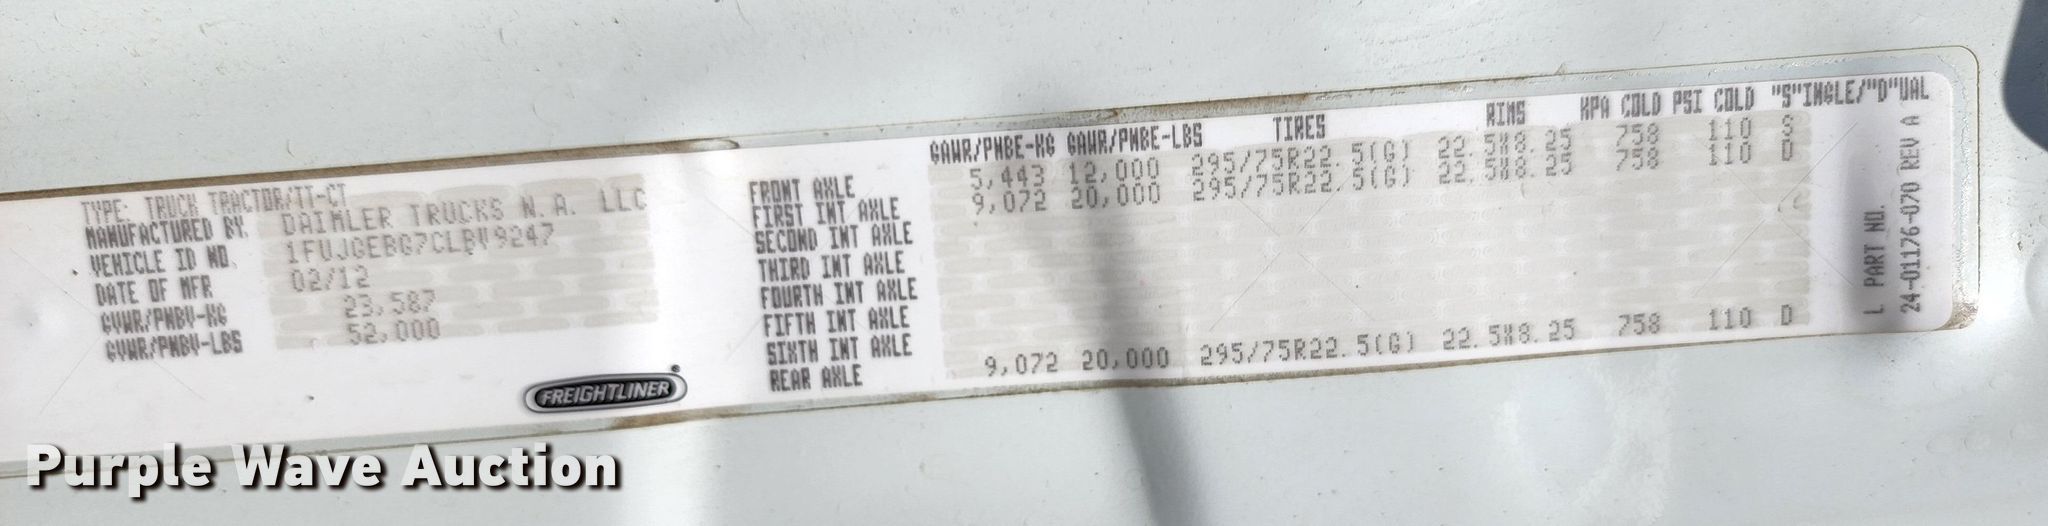 TYPE: TRUCK TRACTOR/TT-CT
MANUFACTURED BY: DAIMLER TRUCKS N.A. LLC
VEHICLE ID NO. 1FUJGEBG7CLBV9247
DATE OF MFR 02/12
GVWR/PNBV-KG 23,587
GVWR/PNBV-LBS 52,000
FREIGHTLINER
GAWR/PNBE-KG GAWR/PNBE-LBS TIRES RIMS KPA COLD PSI COLD "S"INGLE/"D"UAL
FRONT AXLE 5,443 12,000 295/75R22.5(G) 22.5X8.25 758 110 S
FIRST INT AXLE 9,072 20,000 295/75R22.5(G) 22.5X8.25 758 110 D
SECOND INT AXLE
THIRD INT AXLE
FOURTH INT AXLE
FIFTH INT AXLE
SIXTH INT AXLE
REAR AXLE 9,072 20,000 295/75R22.5(G) 22.5X8.25 758 110 D
L PART NO.
24-01176-070 REV A
Purple Wave Auction